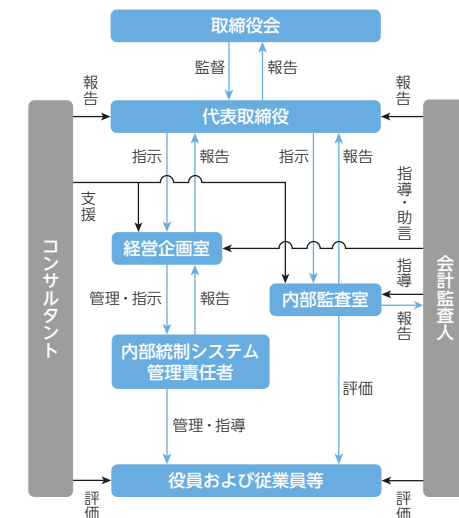 取締役会
監督
報告
報告
代表取締役
報告
指示
報告
指示
報告
支援
指導・助言
経営企画室
コンサルタント
会計監査人
管理・指示
報告
指導
内部監査室
報告
内部統制システム
管理責任者
評価
管理・指導
役員および従業員等
評価
評価